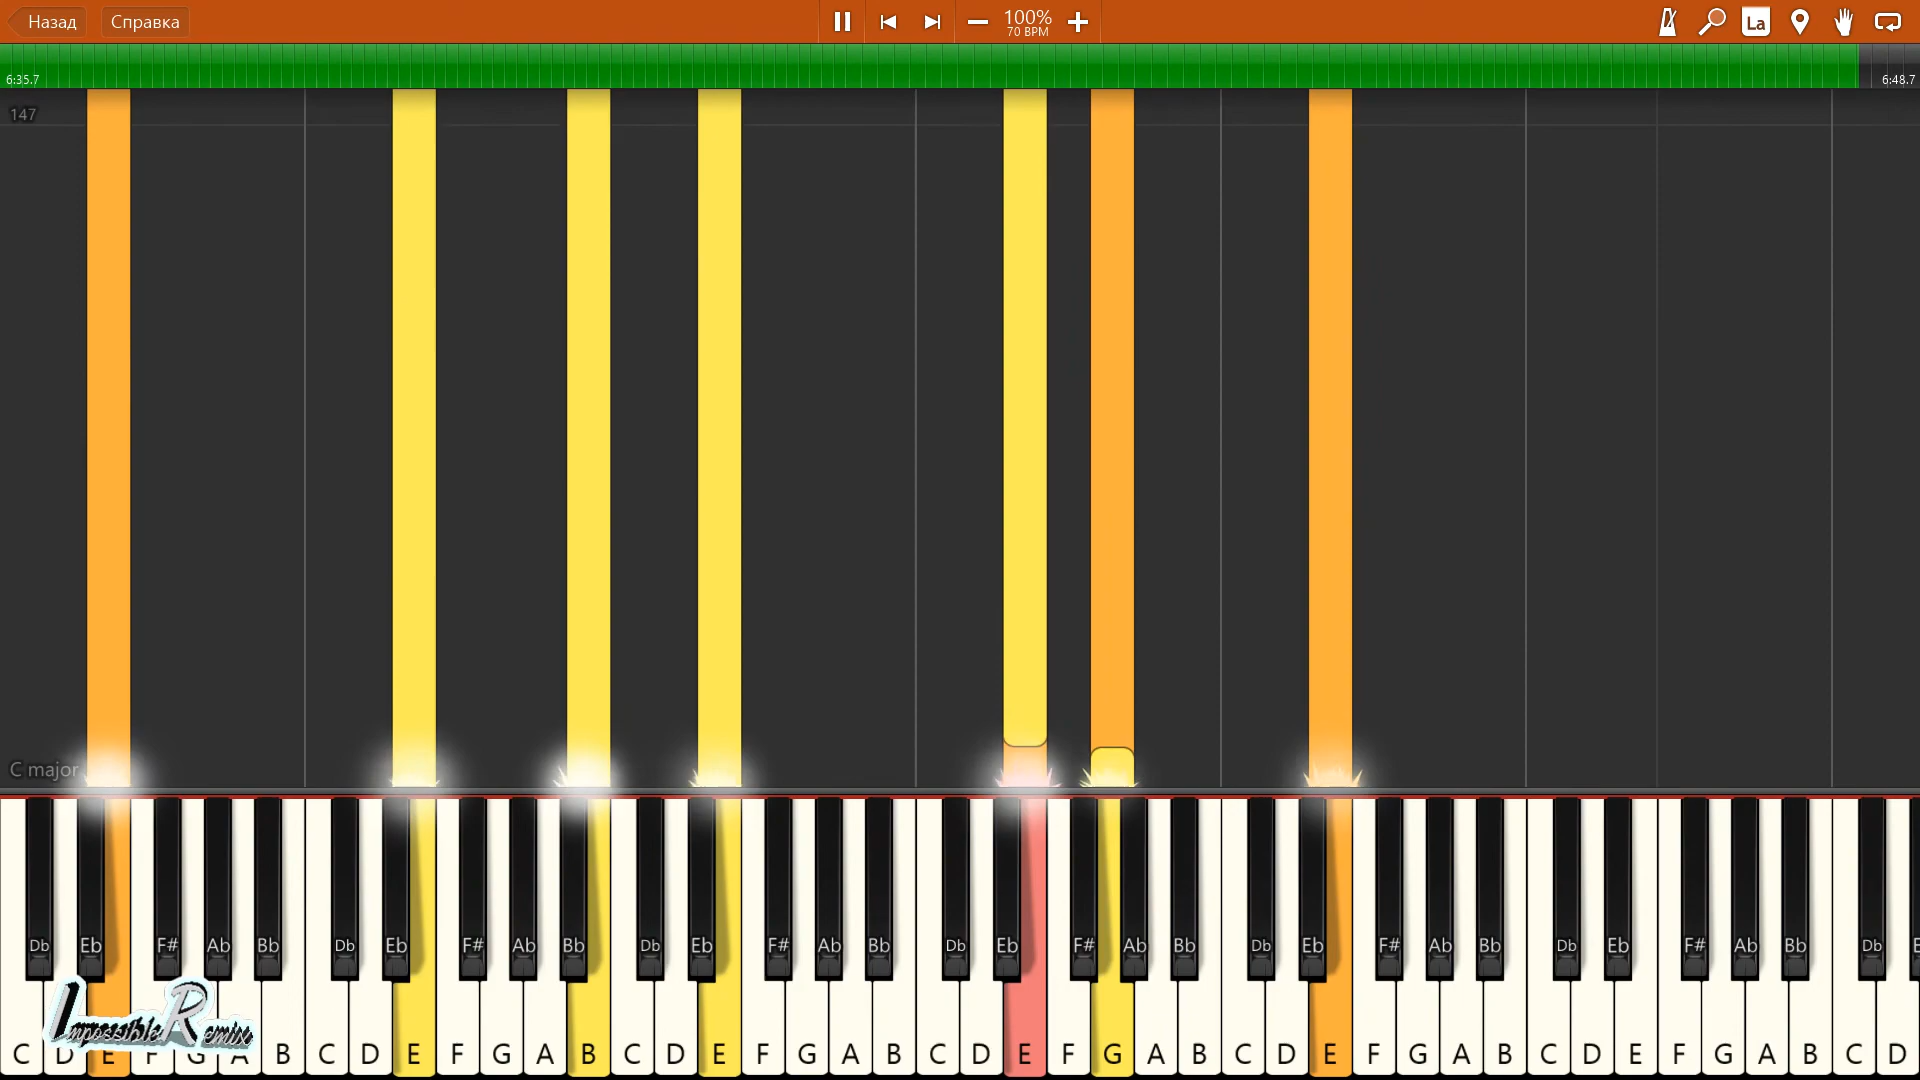 Назад Справка 100% 70 BPM La
6:35.7 6:48.7
147
C major
Db Eb F# Ab Bb Db Eb F# Ab Bb Db Eb F# Ab Bb Db Eb F# Ab Bb Db Eb F# Ab Bb Db Eb F# Ab Bb Db E
Impossible Remix
C D E F G A B C D E F G A B C D E F G A B C D E F G A B C D E F G A B C D E F G A B C D